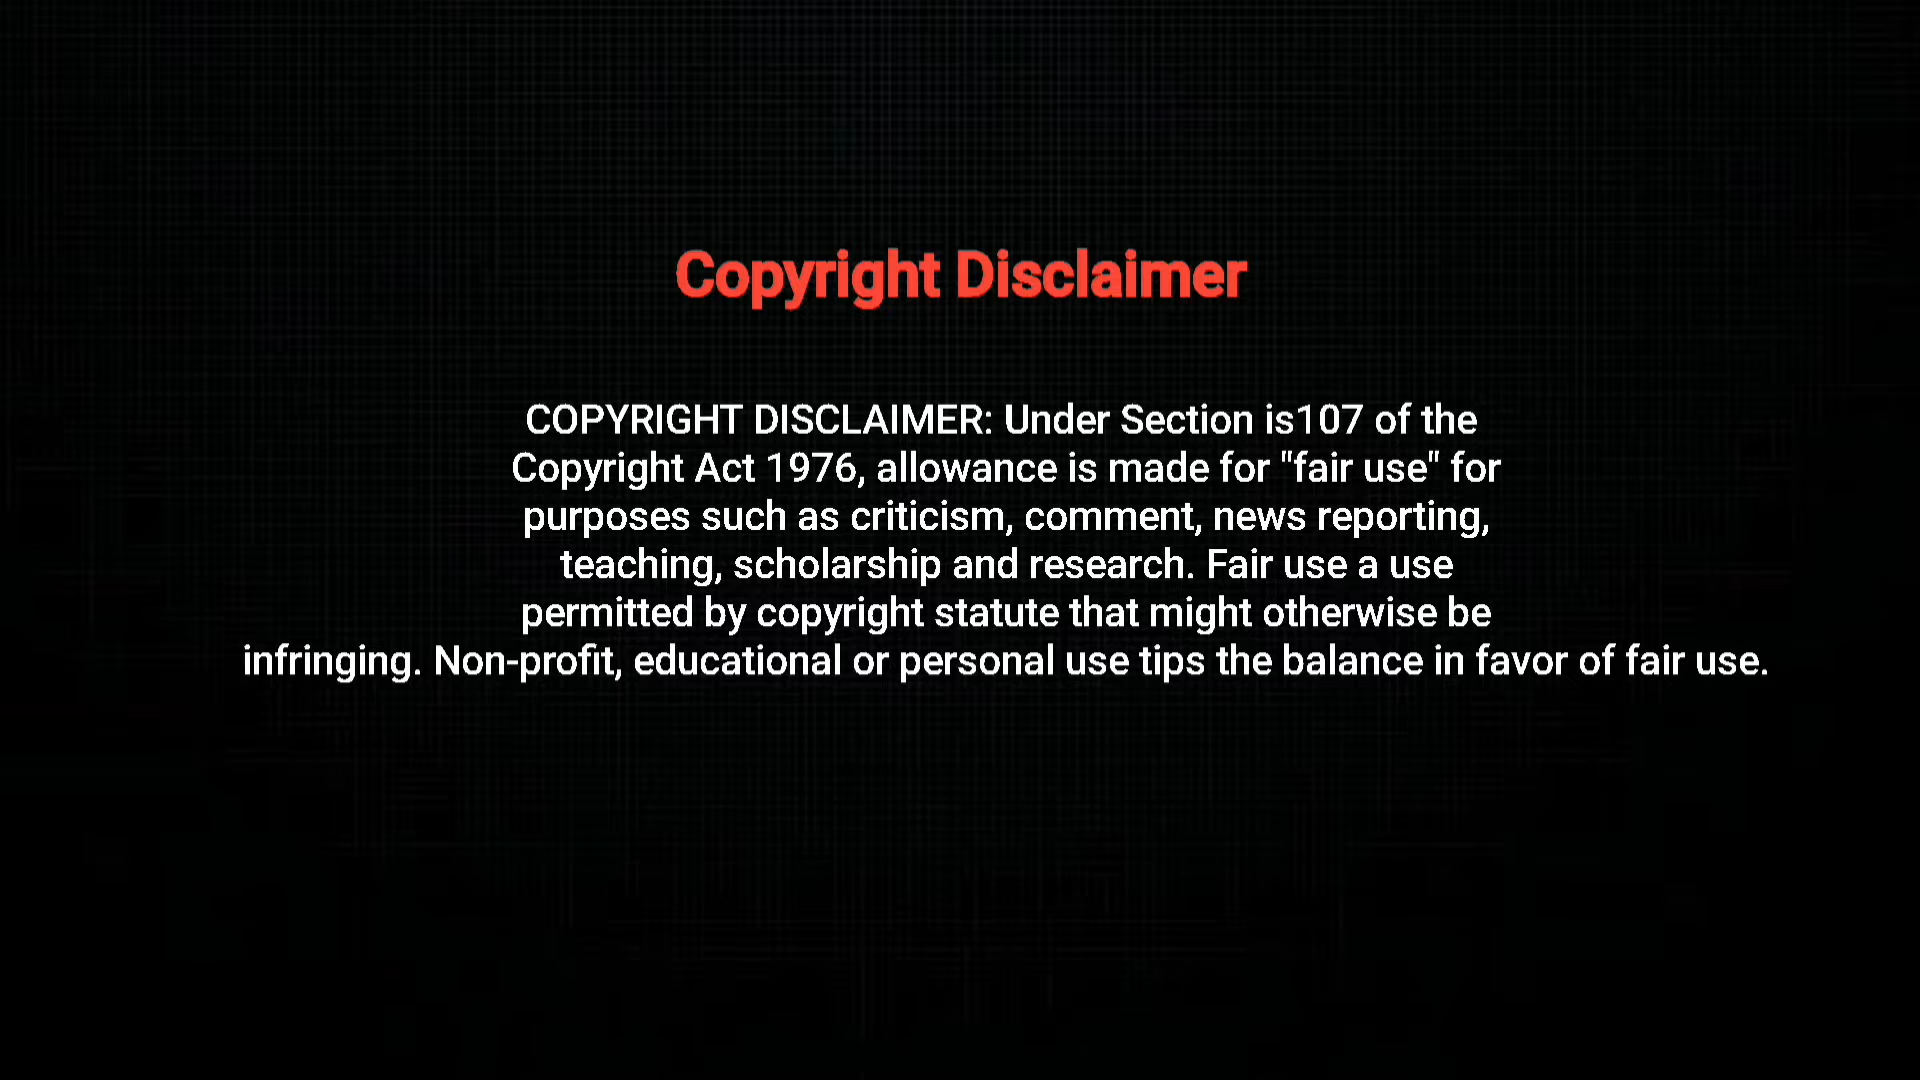 Copyright Disclaimer
COPYRIGHT DISCLAIMER: Under Section is107 of the
Copyright Act 1976, allowance is made for "fair use" for
purposes such as criticism, comment, news reporting,
teaching, scholarship and research. Fair use a use
permitted by copyright statute that might otherwise be
infringing. Non-profit, educational or personal use tips the balance in favor of fair use.